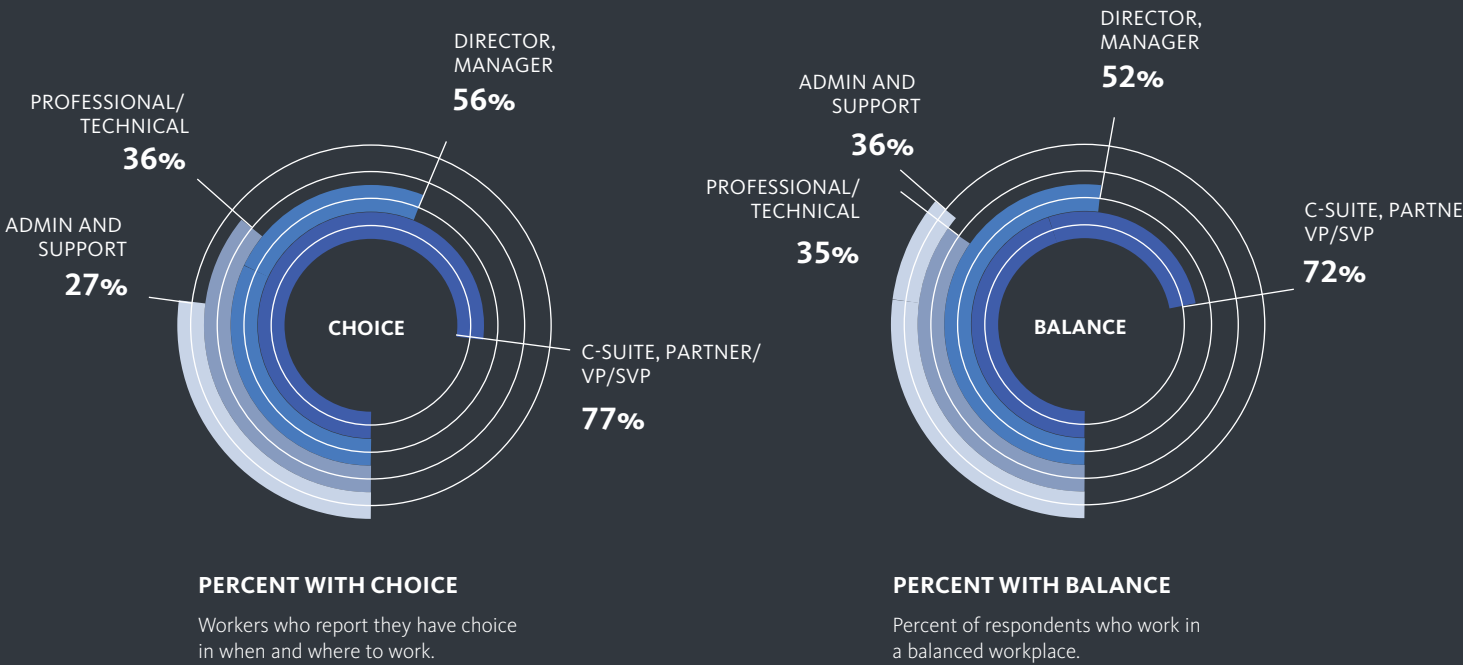 DIRECTOR,
MANAGER
56%
PROFESSIONAL/
TECHNICAL
36%
ADMIN AND
SUPPORT
27%
CHOICE
C-SUITE, PARTNER/
VP/SVP
77%
PERCENT WITH CHOICE
Workers who report they have choice
in when and where to work.
DIRECTOR,
MANAGER
52%
ADMIN AND
SUPPORT
36%
PROFESSIONAL/
TECHNICAL
35%
BALANCE
C-SUITE, PARTNE
VP/SVP
72%
PERCENT WITH BALANCE
Percent of respondents who work in
a balanced workplace.